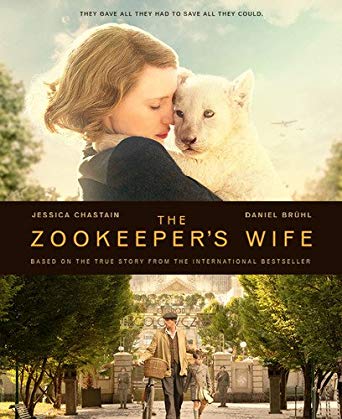 THEY GAVE ALL THEY HAD TO SAVE ALL THEY COULD.
JESSICA CHASTAIN THE DANIEL BRÜHL
ZOOKEEPER'S WIFE
BASED ON THE TRUE STORY FROM THE INTERNATIONAL BESTSELLER